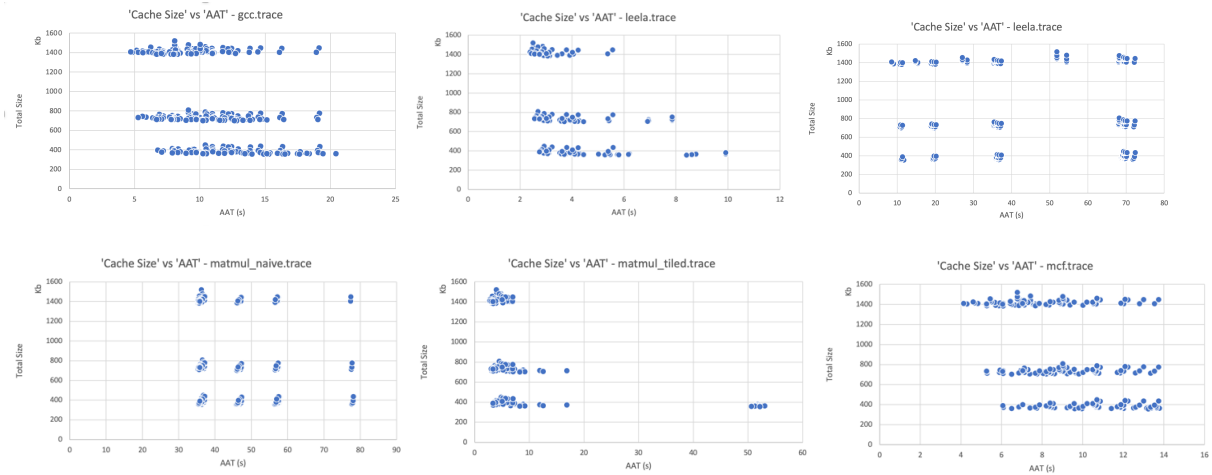 'Cache Size' vs 'AAT' - gcc.trace
Kb
1600
1400
1200
1000
800
600
400
200
0
Total Size
0 5 10 15 20 25
AAT (s)
'Cache Size' vs 'AAT' - leela.trace
Kb
1600
1400
1200
1000
800
600
400
200
0
Total Size
0 2 4 6 8 10 12
AAT (s)
'Cache Size' vs 'AAT' - leela.trace
Kb
1600
1400
1200
1000
800
600
400
200
0
Total Size
0 10 20 30 40 50 60 70 80
AAT (s)
'Cache Size' vs 'AAT' - matmul_naive.trace
Kb
1600
1400
1200
1000
800
600
400
200
0
Total Size
0 10 20 30 40 50 60 70 80 90
AAT (s)
'Cache Size' vs 'AAT' - matmul_tiled.trace
Kb
1600
1400
1200
1000
800
600
400
200
0
Total Size
0 10 20 30 40 50 60
AAT (s)
'Cache Size' vs 'AAT' - mcf.trace
Kb
1600
1400
1200
1000
800
600
400
200
0
Total Size
0 2 4 6 8 10 12 14 16
AAT (s)